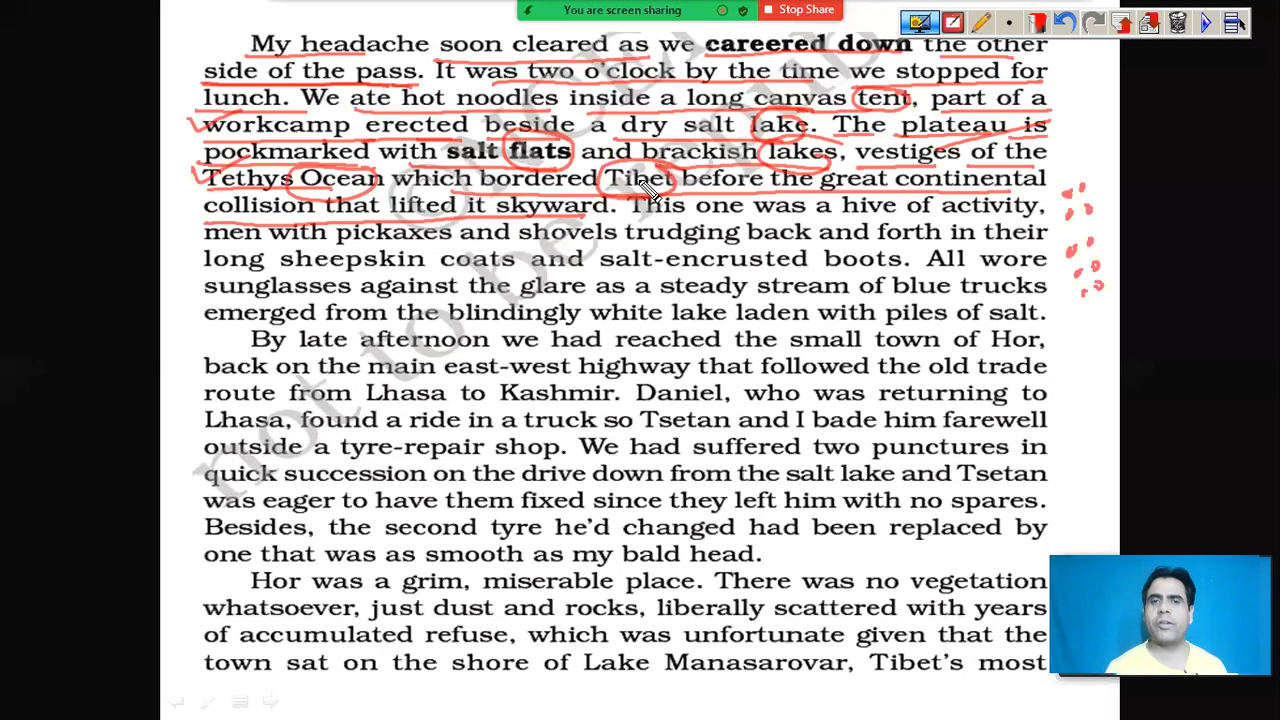 You are screen sharing
Stop Share
My headache soon cleared as we careered down the other
side of the pass. It was two o'clock by the time we stopped for
lunch. We ate hot noodles inside a long canvas tent, part of a
workcamp erected beside a dry salt lake. The plateau is
pockmarked with salt flats and brackish lakes, vestiges of the
Tethys Ocean which bordered Tibet before the great continental
collision that lifted it skyward. This one was a hive of activity,
men with pickaxes and shovels trudging back and forth in their
long sheepskin coats and salt-encrusted boots. All wore
sunglasses against the glare as a steady stream of blue trucks
emerged from the blindingly white lake laden with piles of salt.
By late afternoon we had reached the small town of Hor,
back on the main east-west highway that followed the old trade
route from Lhasa to Kashmir. Daniel, who was returning to
Lhasa, found a ride in a truck so Tsetan and I bade him farewell
outside a tyre-repair shop. We had suffered two punctures in
quick succession on the drive down from the salt lake and Tsetan
was eager to have them fixed since they left him with no spares.
Besides, the second tyre he'd changed had been replaced by
one that was as smooth as my bald head.
Hor was a grim, miserable place. There was no vegetation
whatsoever, just dust and rocks, liberally scattered with years
of accumulated refuse, which was unfortunate given that the
town sat on the shore of Lake Manasarovar, Tibet's most
not to be repub